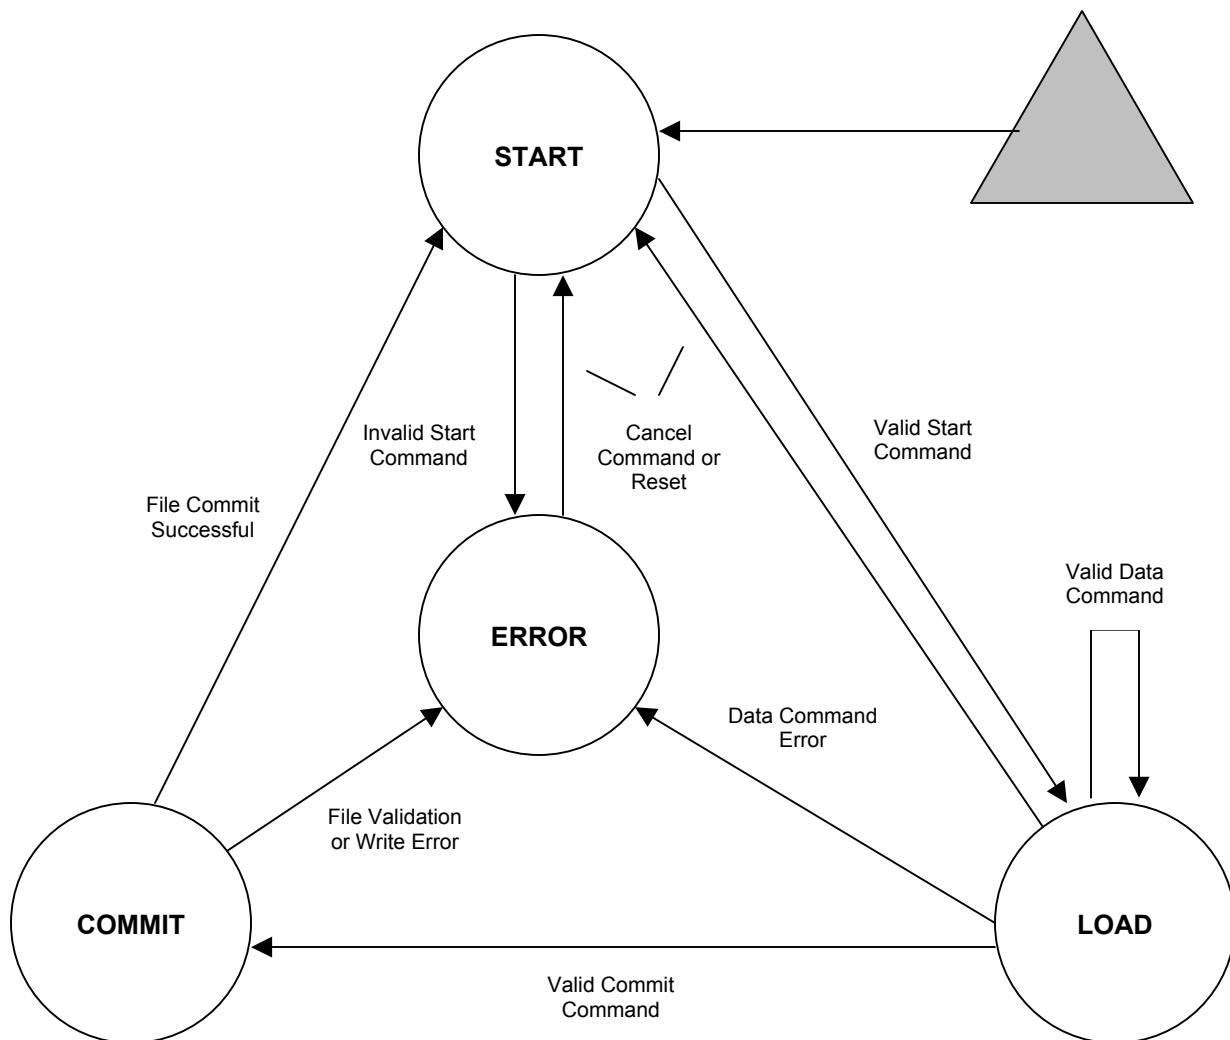 START
Invalid Start
Command
Cancel
Command or
Reset
Valid Start
Command
File Commit
Successful
Valid Data
Command
ERROR
Data Command
Error
File Validation
or Write Error
COMMIT
LOAD
Valid Commit
Command